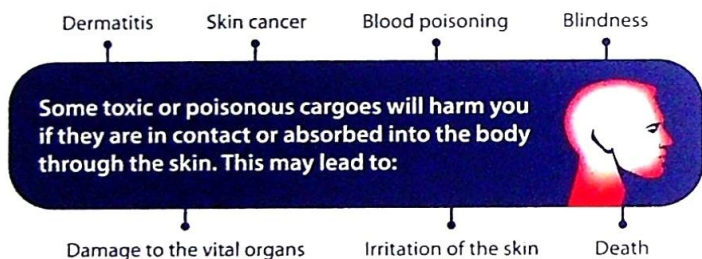 Dermatitis Skin cancer Blood poisoning Blindness
Some toxic or poisonous cargoes will harm you
if they are in contact or absorbed into the body
through the skin. This may lead to:
Damage to the vital organs Irritation of the skin Death